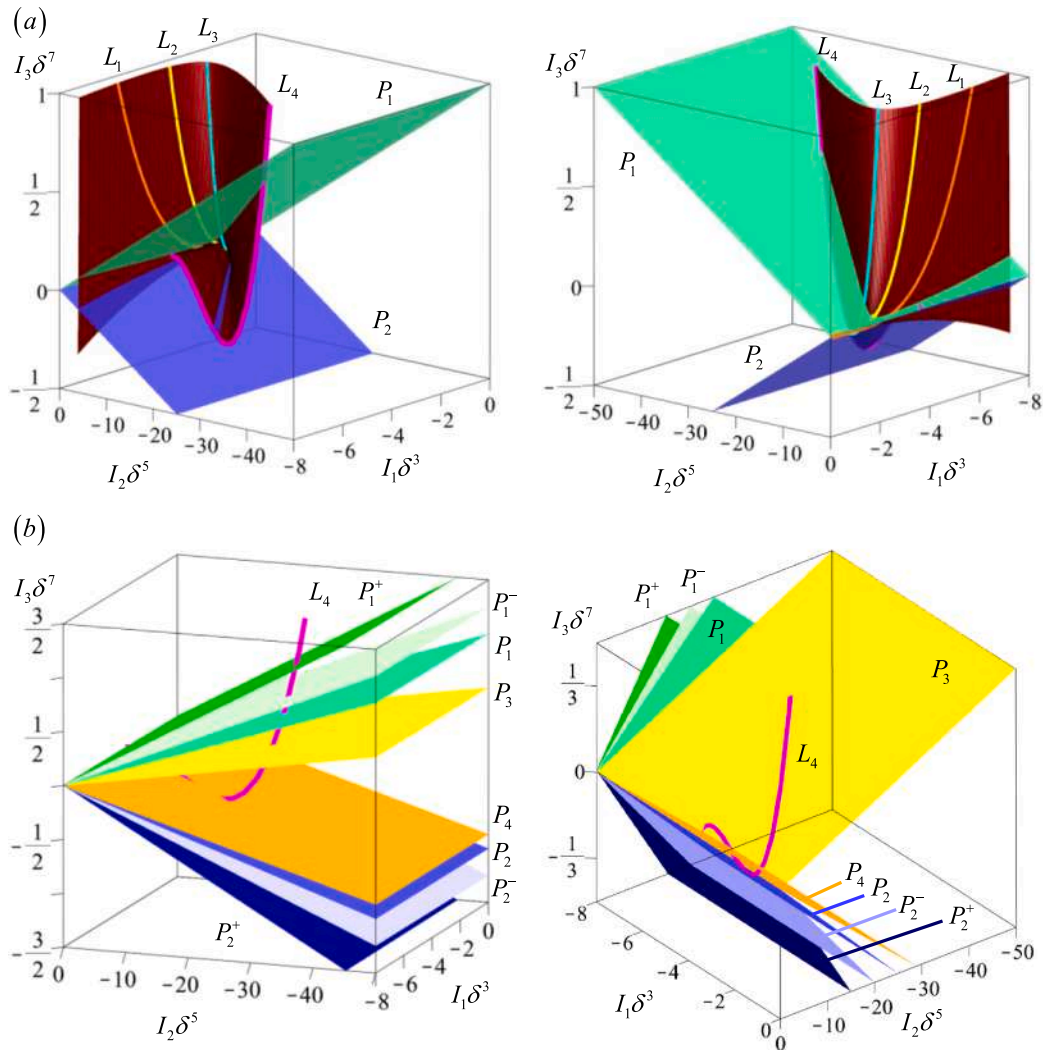 (a)
I₃δ⁷
L₁
L₂
L₃
L₄
P₁
P₂
1
1/2
0
-1/2
0
-10
-20
-30
-40
-8
-6
-4
-2
0
I₂δ⁵
I₁δ³
I₃δ⁷
L₄
L₃
L₂
L₁
P₁
P₂
1
1/2
0
-1/2
-50
-40
-30
-20
-10
0
-2
-4
-6
-8
I₂δ⁵
I₁δ³
(b)
I₃δ⁷
L₄
P₁⁺
P₁⁻
P₁
P₃
P₄
P₂
P₂⁻
P₂⁺
3/2
1/2
-1/2
-3/2
0
-10
-20
-30
-40
-50
-8
-6
-4
-2
0
I₂δ⁵
I₁δ³
I₃δ⁷
P₁⁺
P₁⁻
P₁
P₃
L₄
P₄
P₂
P₂⁻
P₂⁺
1/3
0
-1/3
-8
-6
-4
-2
0
0
-10
-20
-30
-40
-50
I₁δ³
I₂δ⁵